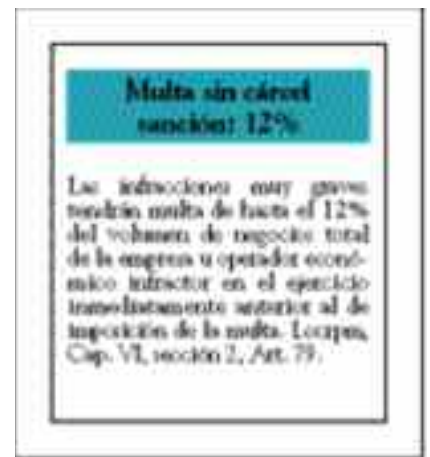 Multa sin cárcel
sanción: 12%
Las infracciones muy graves
tendrán multa de hasta el 12%
del volumen de negocio total
de la empresa u operador econó-
mico infractor en el ejercicio
inmediatamente anterior al de
imposición de la multa. Lorcpm,
Cap. VI, sección 2, Art. 79.